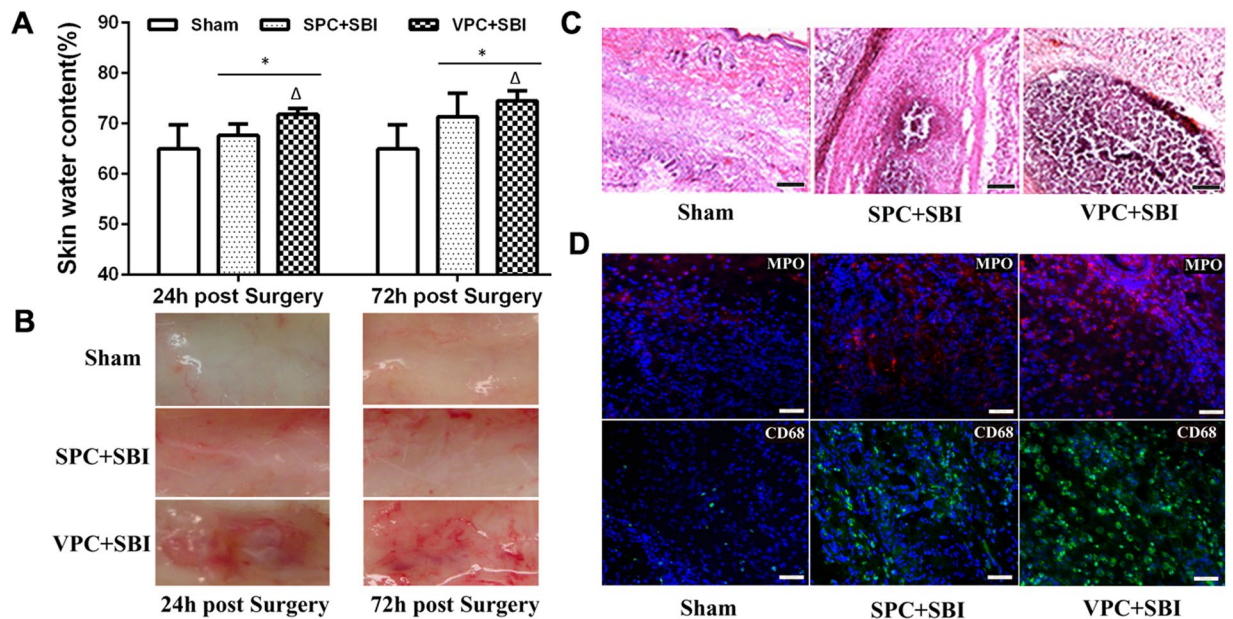 A
Skin water content(%)
90
80
70
60
50
40
Sham SPC+SBI VPC+SBI
* Δ * Δ
24h post Surgery 72h post Surgery
B
Sham
SPC+SBI
VPC+SBI
24h post Surgery 72h post Surgery
C
Sham SPC+SBI VPC+SBI
D
MPO MPO MPO
CD68 CD68 CD68
Sham SPC+SBI VPC+SBI